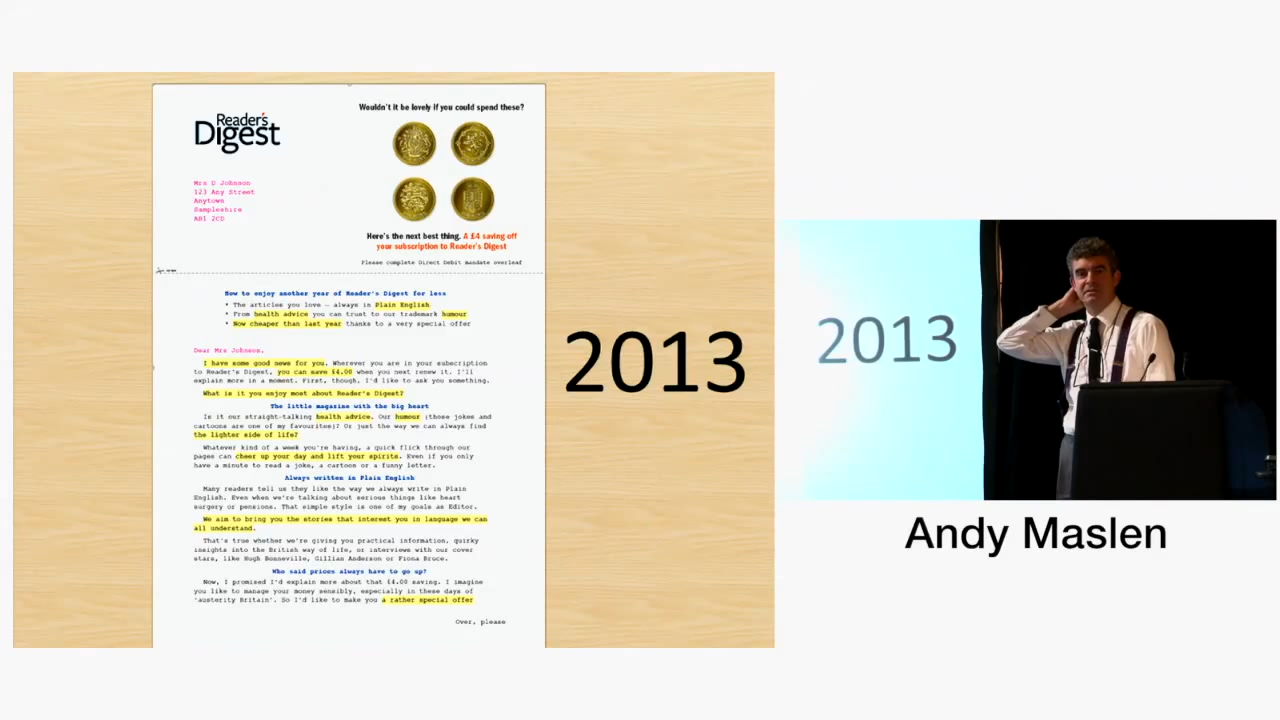 Reader's
Digest
Wouldn't it be lovely if you could spend these?
Mrs D Johnson
123 Any Street
Anytown
Sampleshire
AB1 2CD
Here's the next best thing. A £4 saving off
your subscription to Reader's Digest
Please complete Direct Debit mandate overleaf
How to enjoy another year of Reader's Digest for less
• The articles you love – always in Plain English
• From health advice you can trust to our trademark humour
• Now cheaper than last year thanks to a very special offer
Dear Mrs Johnson,
I have some good news for you. Wherever you are in your subscription
to Reader's Digest, you can save £4.00 when you next renew it. I'll
explain more in a moment. First, though, I'd like to ask you something.
What is it you enjoy most about Reader's Digest?
The little magazine with the big heart
Is it our straight-talking health advice. Our humour (those jokes and
cartoons are one of my favourites)? Or just the way we can always find
the lighter side of life?
Whatever kind of a week you're having, a quick flick through our
pages can cheer up your day and lift your spirits. Even if you only
have a minute to read a joke, a cartoon or a funny letter.
Always written in Plain English
Many readers tell us they like the way we always write in Plain
English. Even when we're talking about serious things like heart
surgery or pensions. That simple style is one of my goals as Editor.
We aim to bring you the stories that interest you in language we can
all understand.
That's true whether we're giving you practical information, quirky
insights into the British way of life, or interviews with our cover
stars, like Hugh Bonneville, Gillian Anderson or Fiona Bruce.
Who said prices always have to go up?
Now, I promised I'd explain more about that £4.00 saving. I imagine
you like to manage your money sensibly, especially in these days of
'austerity Britain'. So I'd like to make you a rather special offer
Over, please
2013
2013
Andy Maslen